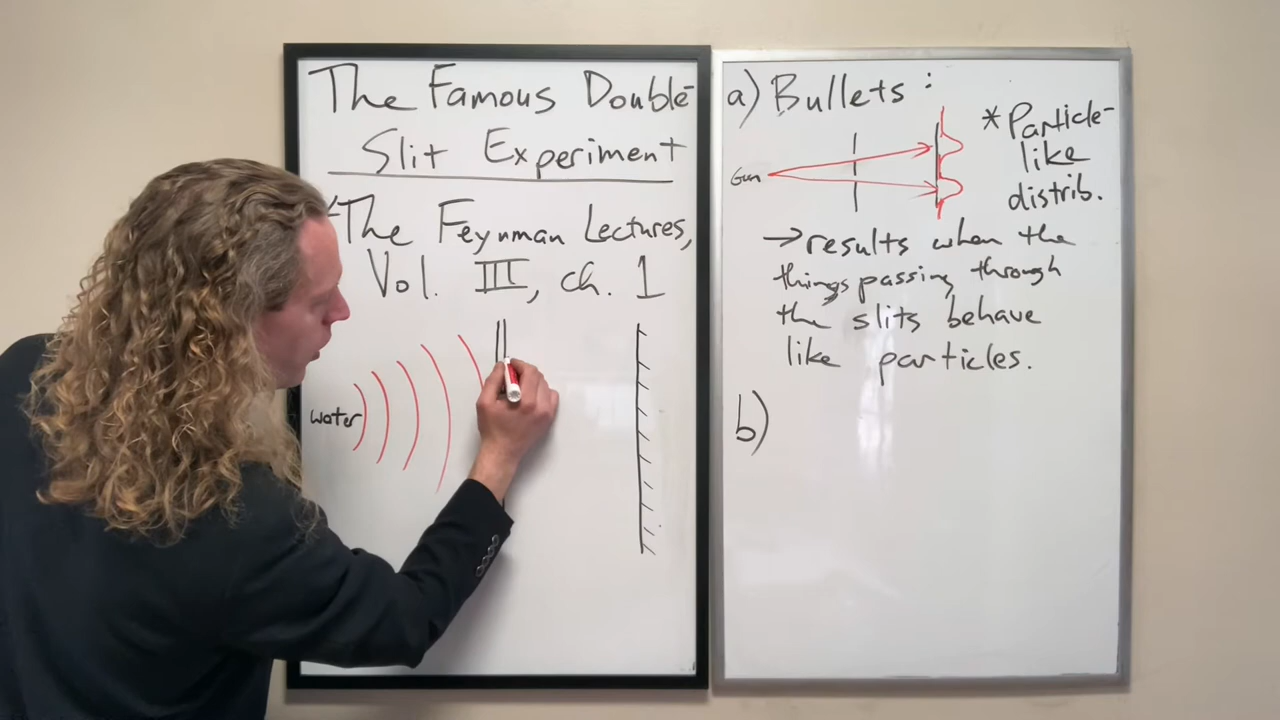 The Famous Double-
Slit Experiment
The Feynman Lectures,
Vol. III, ch. 1
water
a) Bullets:
Gun
* Particle-
like
distrib.
→ results when the
things passing through
the slits behave
like particles.
b)